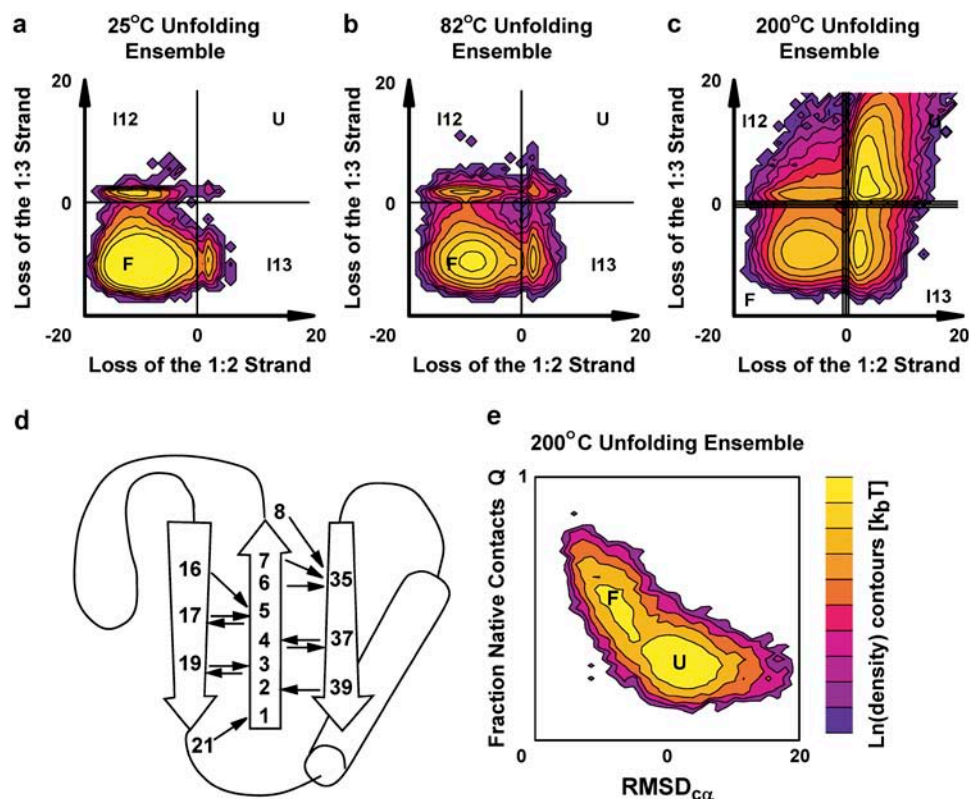 a
25°C Unfolding
Ensemble
20
Loss of the 1:3 Strand
I12
U
0
F
I13
-20
0
20
Loss of the 1:2 Strand
b
82°C Unfolding
Ensemble
20
Loss of the 1:3 Strand
I12
U
0
F
I13
-20
0
20
Loss of the 1:2 Strand
c
200°C Unfolding
Ensemble
20
Loss of the 1:3 Strand
I12
U
0
F
I13
-20
0
20
Loss of the 1:2 Strand
d
8
16
7
35
6
17
5
4
37
19
3
2
39
1
21
e
200°C Unfolding Ensemble
Fraction Native Contacts Q
1
F
U
0
0
20
RMSDcα
Ln(density) contours [kbT]